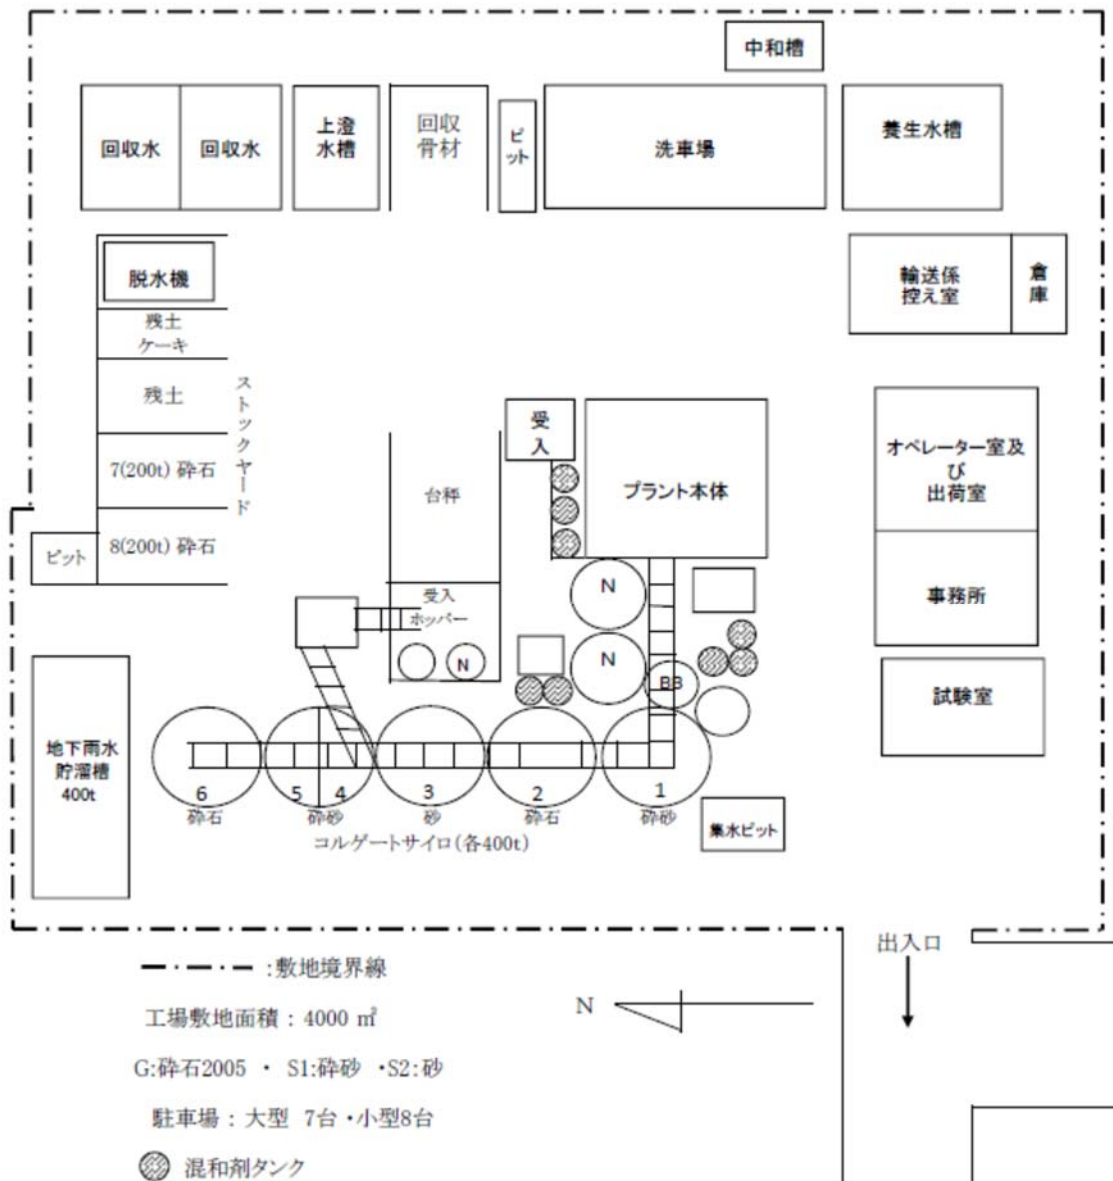 中和槽
回収水
回収水
上澄
水槽
回収
骨材
ピット
洗車場
養生水槽
脱水機
輸送係
控え室
倉庫
残土
ケーキ
残土
7(200t) 砕石
8(200t) 砕石
ストックヤード
ピット
受入
台秤
プラント本体
オペレーター室及
び
出荷室
事務所
試験室
受入
ホッパー
N
N
N
BB
地下雨水
貯溜槽
400t
6
5
4
3
2
1
砕石
砕砂
砂
砕石
砕砂
コルゲートサイロ(各400t)
集水ピット
出入口
:敷地境界線
工場敷地面積 : 4000 ㎡
N
G:砕石2005 ・ S1:砕砂 ・S2:砂
駐車場 : 大型 7台・小型8台
混和剤タンク